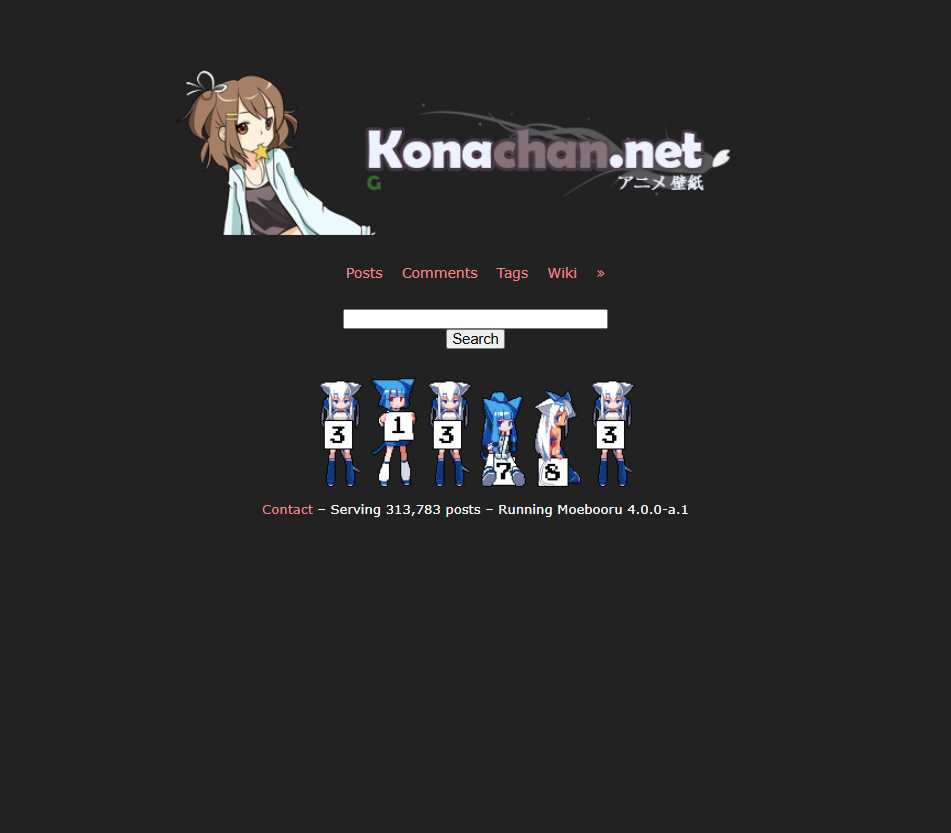 Konachan.net
G
アニメ 壁紙
Posts Comments Tags Wiki »
Search
3 1 3 7 8 3
Contact – Serving 313,783 posts – Running Moebooru 4.0.0-a.1